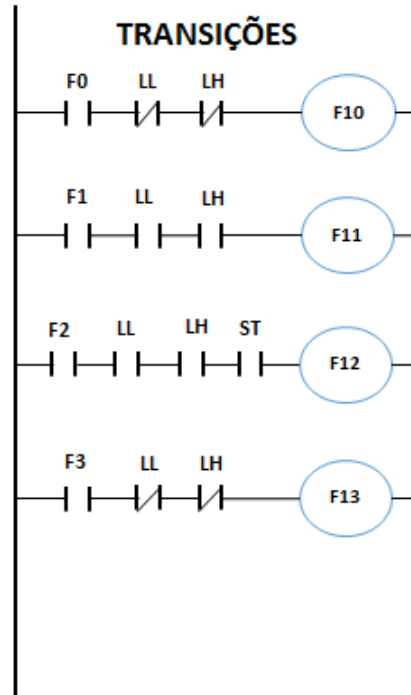 TRANSIÇÕES
F0 LL LH
F10
F1 LL LH
F11
F2 LL LH ST
F12
F3 LL LH
F13